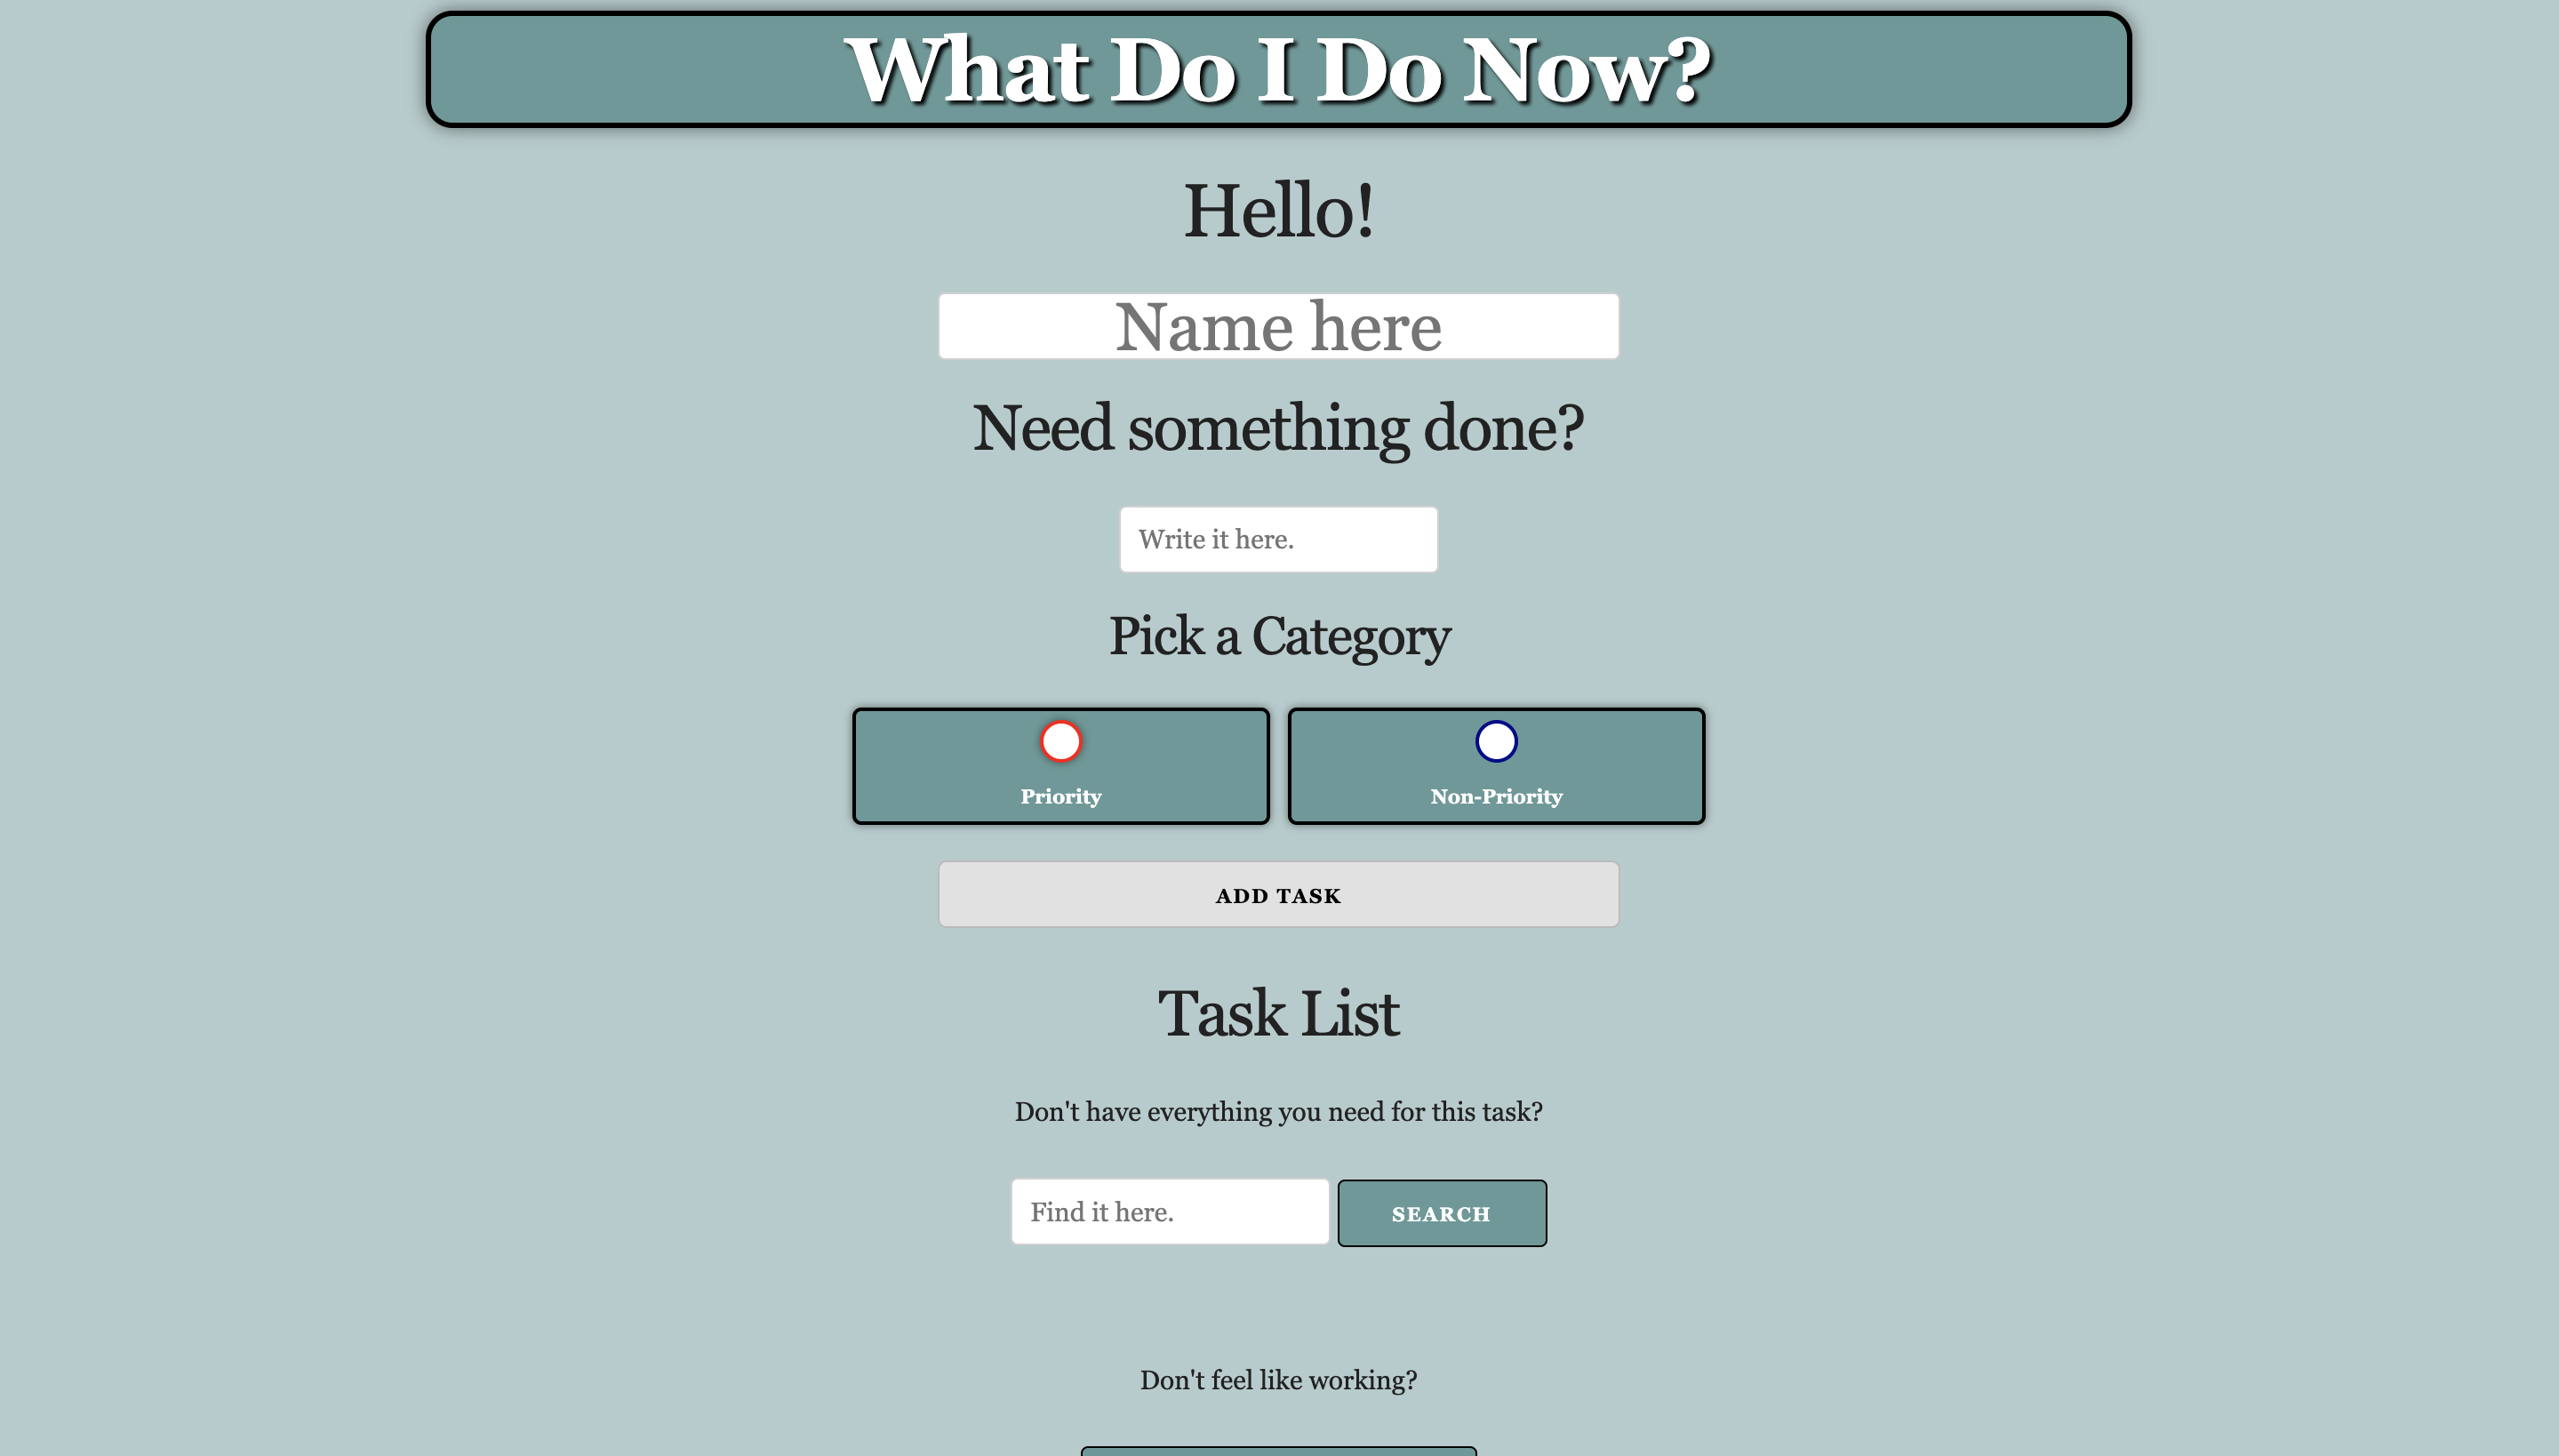 What Do I Do Now?
Hello!
Name here
Need something done?
Write it here.
Pick a Category
Priority
Non-Priority
ADD TASK
Task List
Don't have everything you need for this task?
Find it here.
SEARCH
Don't feel like working?